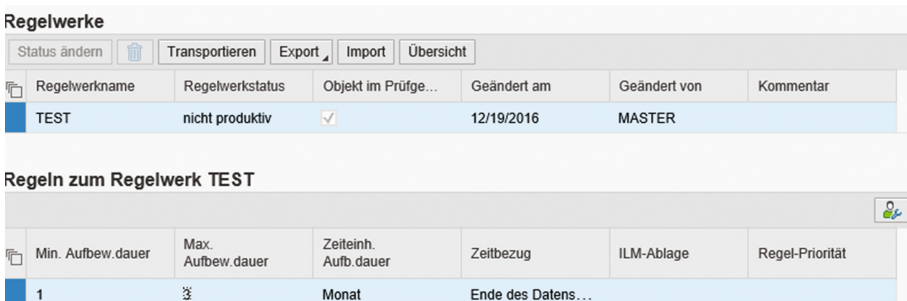 Regelwerke
Status ändern Transportieren Export Import Übersicht
Regelwerkname Regelwerkstatus Objekt im Prüfge... Geändert am Geändert von Kommentar
TEST nicht produktiv 12/19/2016 MASTER
Regeln zum Regelwerk TEST
Min. Aufbew.dauer Max. Aufbew.dauer Zeiteinh. Aufb.dauer Zeitbezug ILM-Ablage Regel-Priorität
1 3 Monat Ende des Datens...